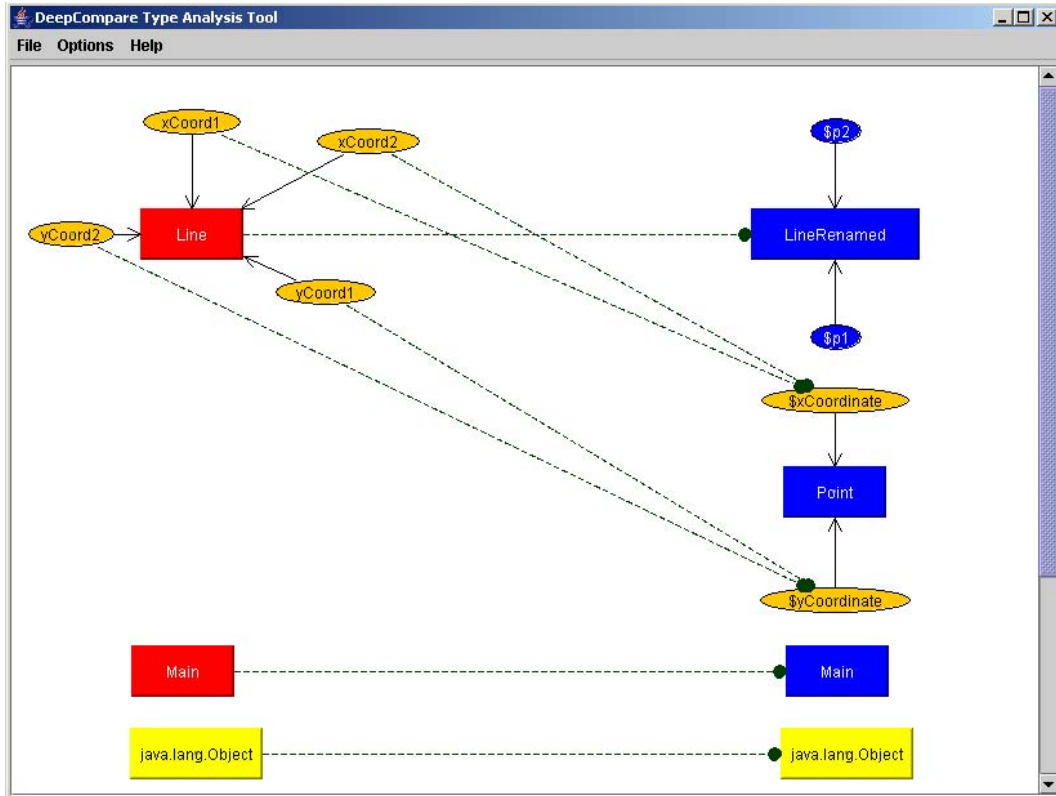 DeepCompare Type Analysis Tool
File Options Help
xCoord1
xCoord2
$p2
yCoord2
Line
LineRenamed
yCoord1
$p1
$xCoordinate
Point
$yCoordinate
Main
Main
java.lang.Object
java.lang.Object